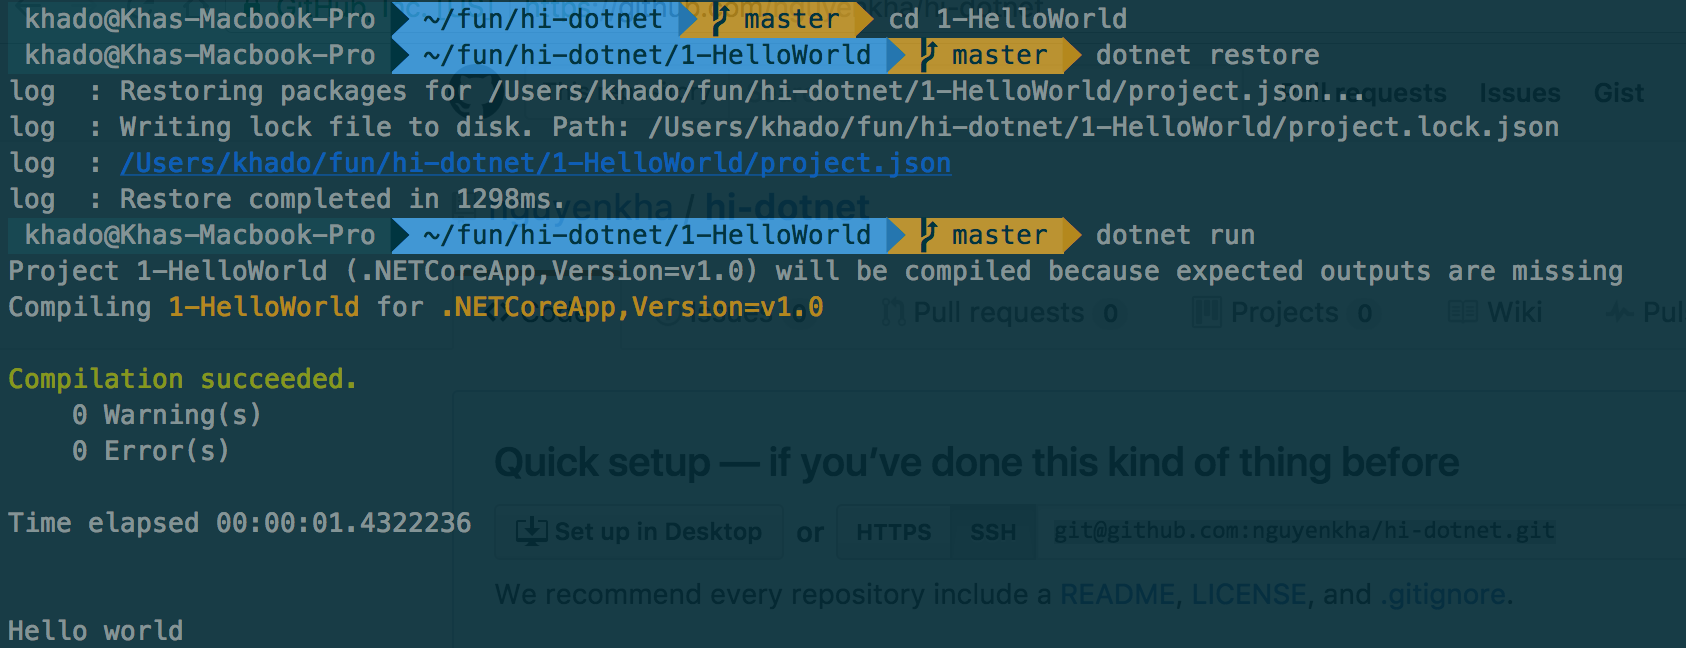 khado@Khas-Macbook-Pro ~/fun/hi-dotnet master cd 1-HelloWorld
khado@Khas-Macbook-Pro ~/fun/hi-dotnet/1-HelloWorld master dotnet restore
log  : Restoring packages for /Users/khado/fun/hi-dotnet/1-HelloWorld/project.json...
log  : Writing lock file to disk. Path: /Users/khado/fun/hi-dotnet/1-HelloWorld/project.lock.json
log  : /Users/khado/fun/hi-dotnet/1-HelloWorld/project.json
log  : Restore completed in 1298ms.
khado@Khas-Macbook-Pro ~/fun/hi-dotnet/1-HelloWorld master dotnet run
Project 1-HelloWorld (.NETCoreApp,Version=v1.0) will be compiled because expected outputs are missing
Compiling 1-HelloWorld for .NETCoreApp,Version=v1.0
Compilation succeeded.
0 Warning(s)
0 Error(s)
Time elapsed 00:00:01.4322236
Hello world
requests Issues Gist
nguyenkha / hi-dotnet
Code Issues 0 Pull requests 0 Projects 0 Wiki Pul
Quick setup — if you've done this kind of thing before
Set up in Desktop or HTTPS SSH git@github.com:nguyenkha/hi-dotnet.git
We recommend every repository include a README, LICENSE, and .gitignore.